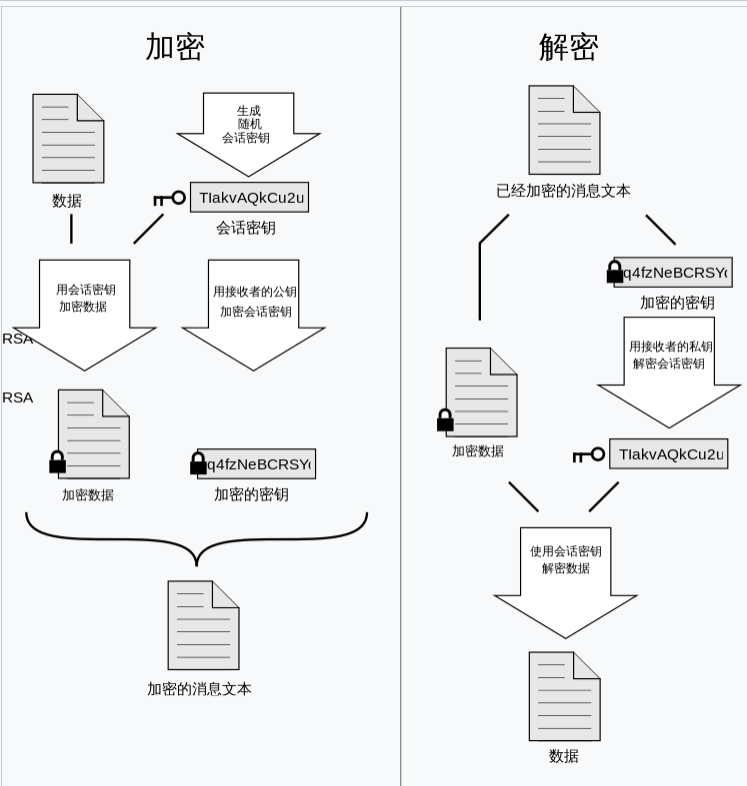 加密
生成
随机
会话密钥
数据
TIakvAQkCu2u
会话密钥
用会话密钥
加密数据
用接收者的公钥
加密会话密钥
RSA
RSA
q4fzNeBCRSY
加密数据
加密的密钥
加密的消息文本
解密
已经加密的消息文本
q4fzNeBCRSY
加密的密钥
用接收者的私钥
解密会话密钥
加密数据
TIakvAQkCu2u
使用会话密钥
解密数据
数据